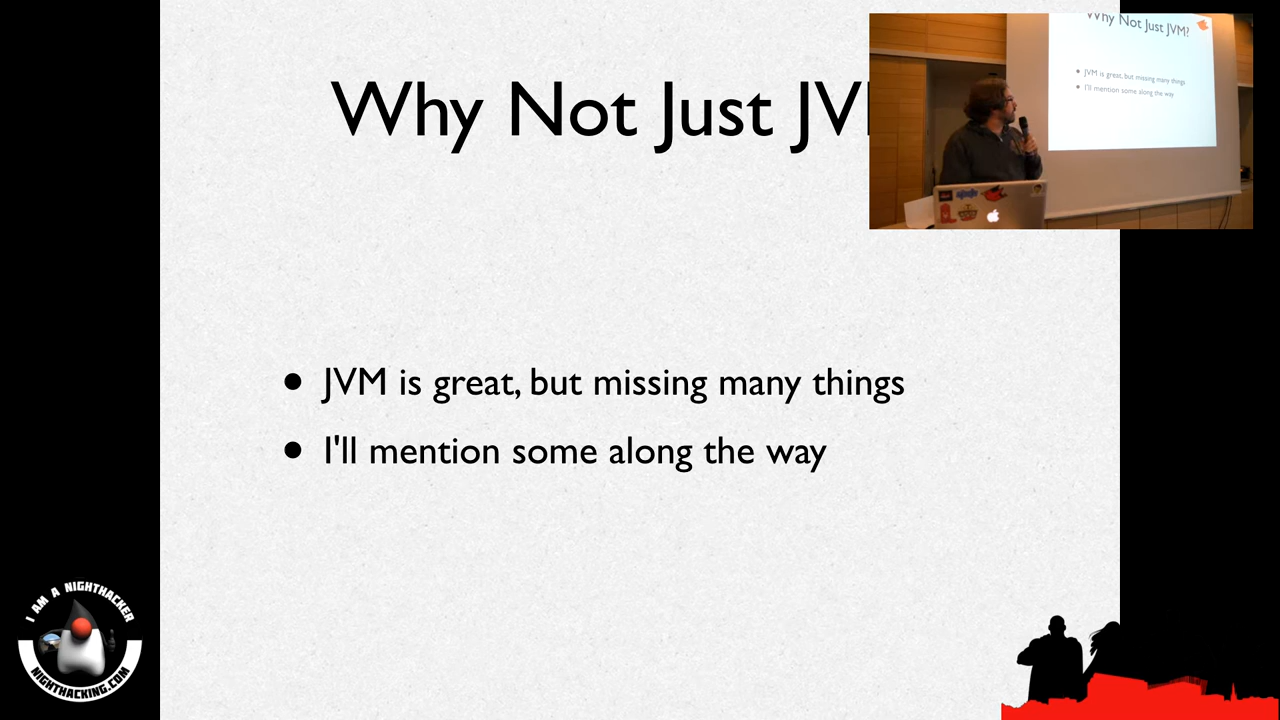 Why Not Just JV
Why Not Just JVM?
JVM is great, but missing many things
I'll mention some along the way
• JVM is great, but missing many things
• I'll mention some along the way
I AM A NIGHTHACKER
NIGHTHACKING.COM